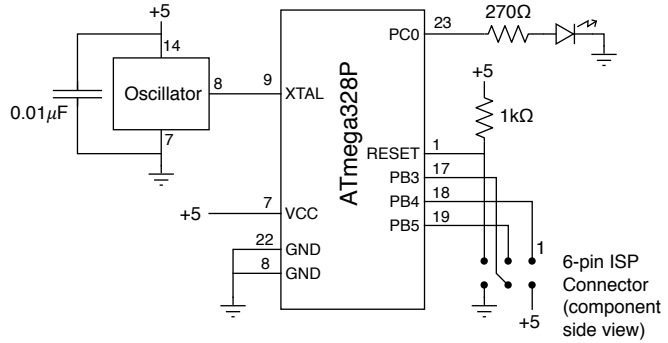 +5
14
Oscillator
0.01μF
8
7
9
XTAL
ATmega328P
PC0
23
270Ω
+5
1kΩ
RESET
1
PB3
17
PB4
18
PB5
19
+5
7
VCC
22
GND
8
GND
1
6-pin ISP
Connector
(component
side view)
+5